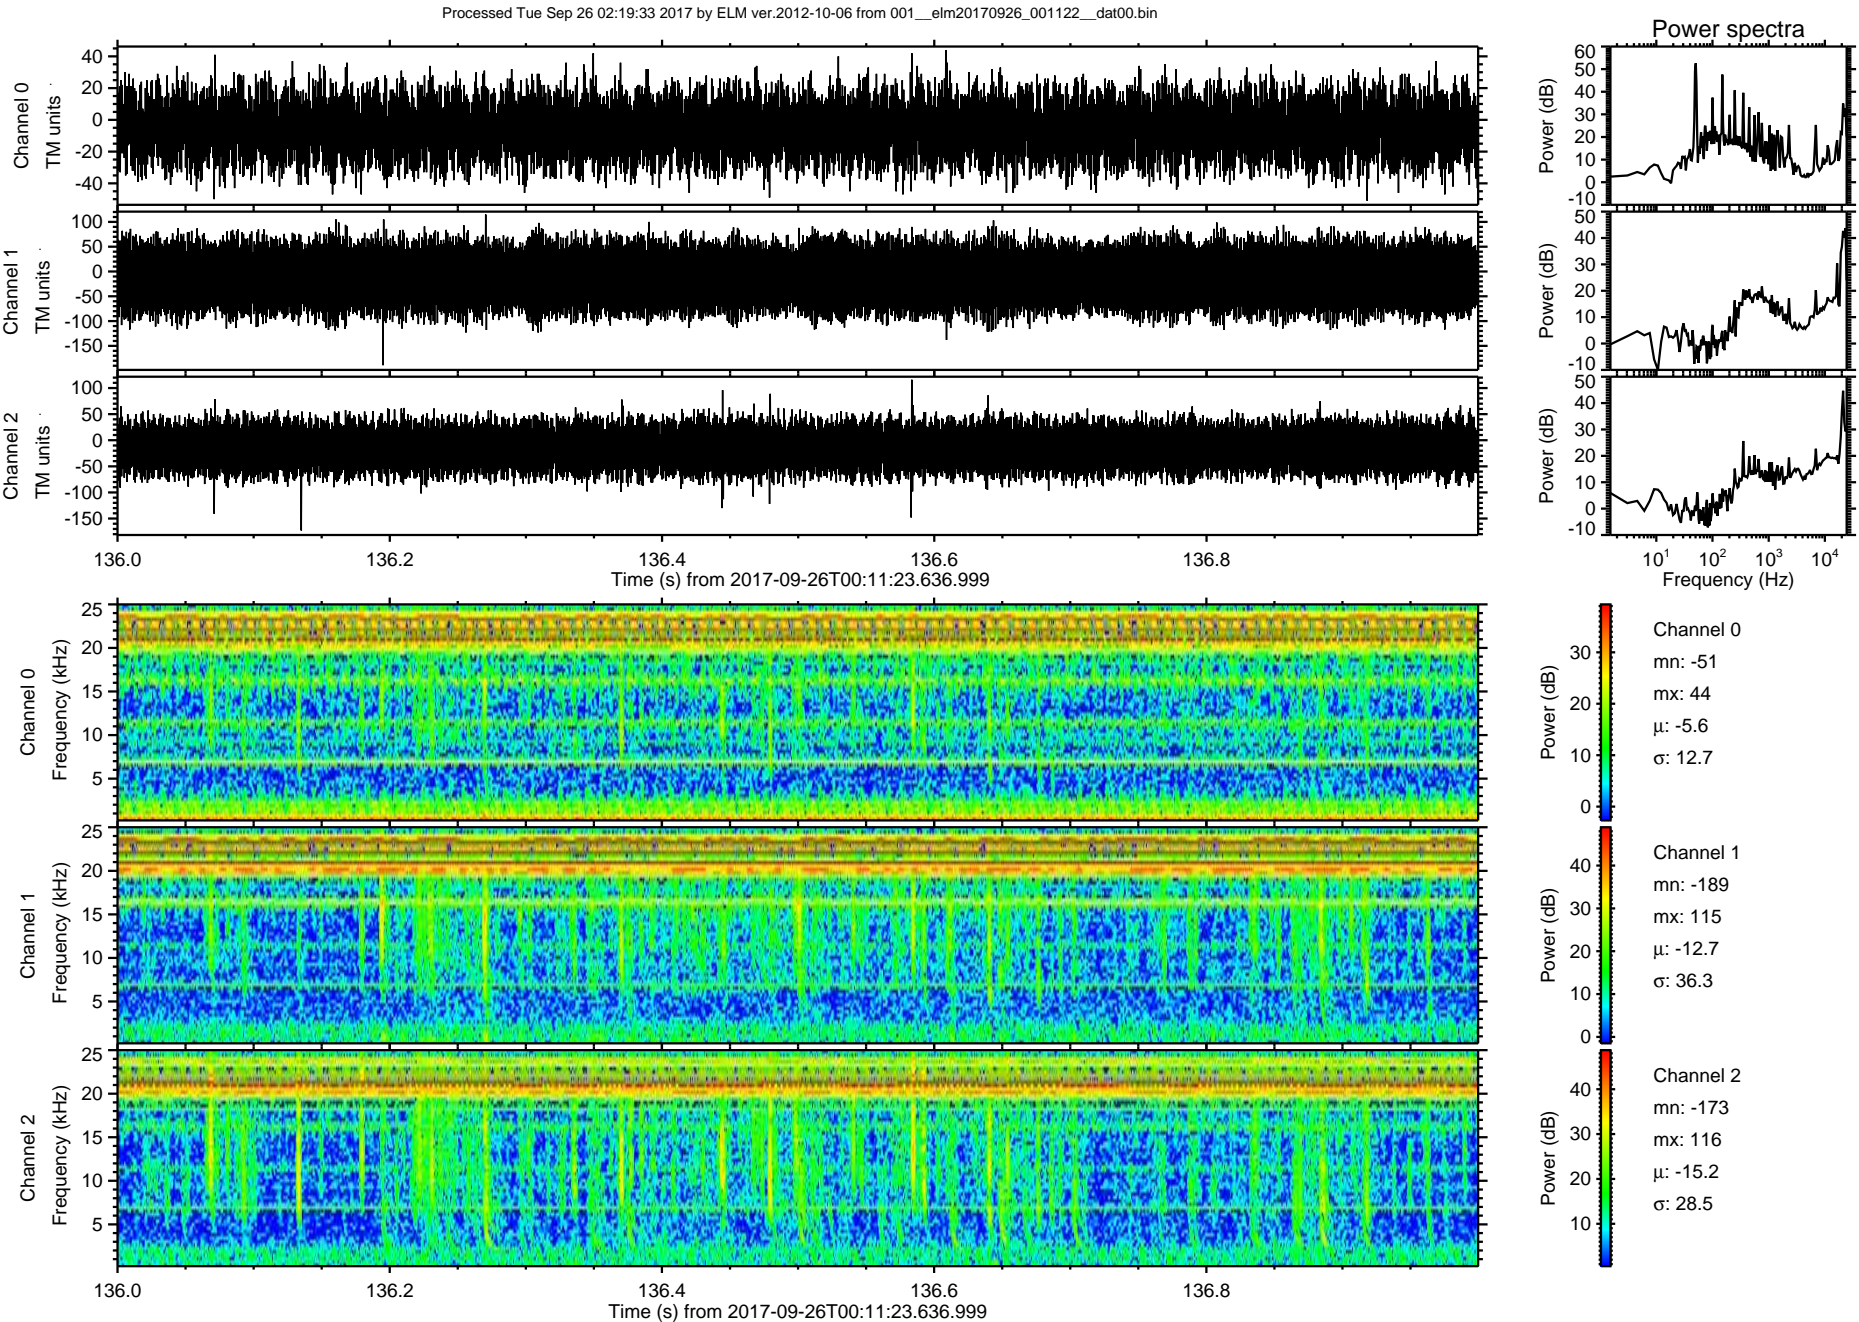 Processed Tue Sep 26 02:19:33 2017 by ELM ver.2012-10-06 from 001__elm20170926_001122__dat00.bin
Power spectra
Channel 0
TM units
40
20
0
-20
-40
Power (dB)
60
50
40
30
20
10
0
-10
Channel 1
TM units
100
50
0
-50
-100
-150
Power (dB)
50
40
30
20
10
0
-10
Channel 2
TM units
100
50
0
-50
-100
-150
Power (dB)
50
40
30
20
10
0
-10
136.0 136.2 136.4 136.6 136.8
Time (s) from 2017-09-26T00:11:23.636.999
10^1 10^2 10^3 10^4
Frequency (Hz)
Channel 0
Frequency (kHz)
25
20
15
10
5
Power (dB)
30
20
10
0
Channel 0
mn: -51
mx: 44
μ: -5.6
σ: 12.7
Channel 1
Frequency (kHz)
25
20
15
10
5
Power (dB)
40
30
20
10
0
Channel 1
mn: -189
mx: 115
μ: -12.7
σ: 36.3
Channel 2
Frequency (kHz)
25
20
15
10
5
Power (dB)
40
30
20
10
Channel 2
mn: -173
mx: 116
μ: -15.2
σ: 28.5
136.0 136.2 136.4 136.6 136.8
Time (s) from 2017-09-26T00:11:23.636.999